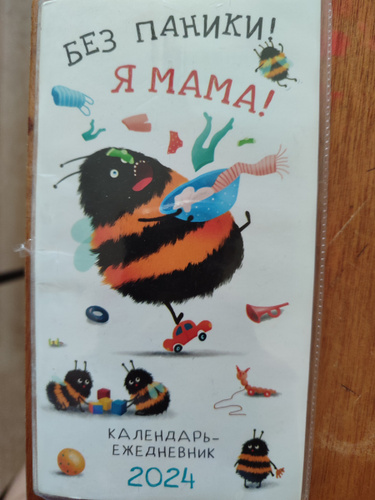 БЕЗ ПАНИКИ!
Я МАМА!
КАЛЕНДАРЬ-
ЕЖЕДНЕВНИК
2024